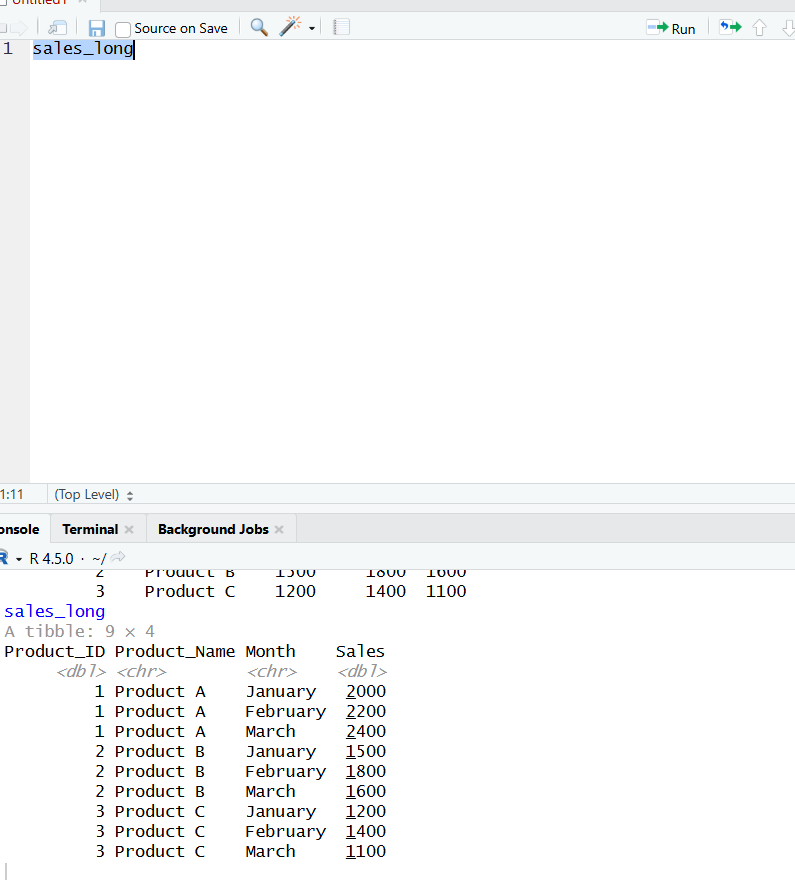 Untitled1
Source on Save Run
1 sales_long
1:11 (Top Level)
onsole Terminal Background Jobs
R 4.5.0 · ~/
2 Product B 1500 1800 1600
3 Product C 1200 1400 1100
sales_long
A tibble: 9 × 4
Product_ID Product_Name Month Sales
<dbl> <chr> <chr> <dbl>
1 Product A January 2000
1 Product A February 2200
1 Product A March 2400
2 Product B January 1500
2 Product B February 1800
2 Product B March 1600
3 Product C January 1200
3 Product C February 1400
3 Product C March 1100